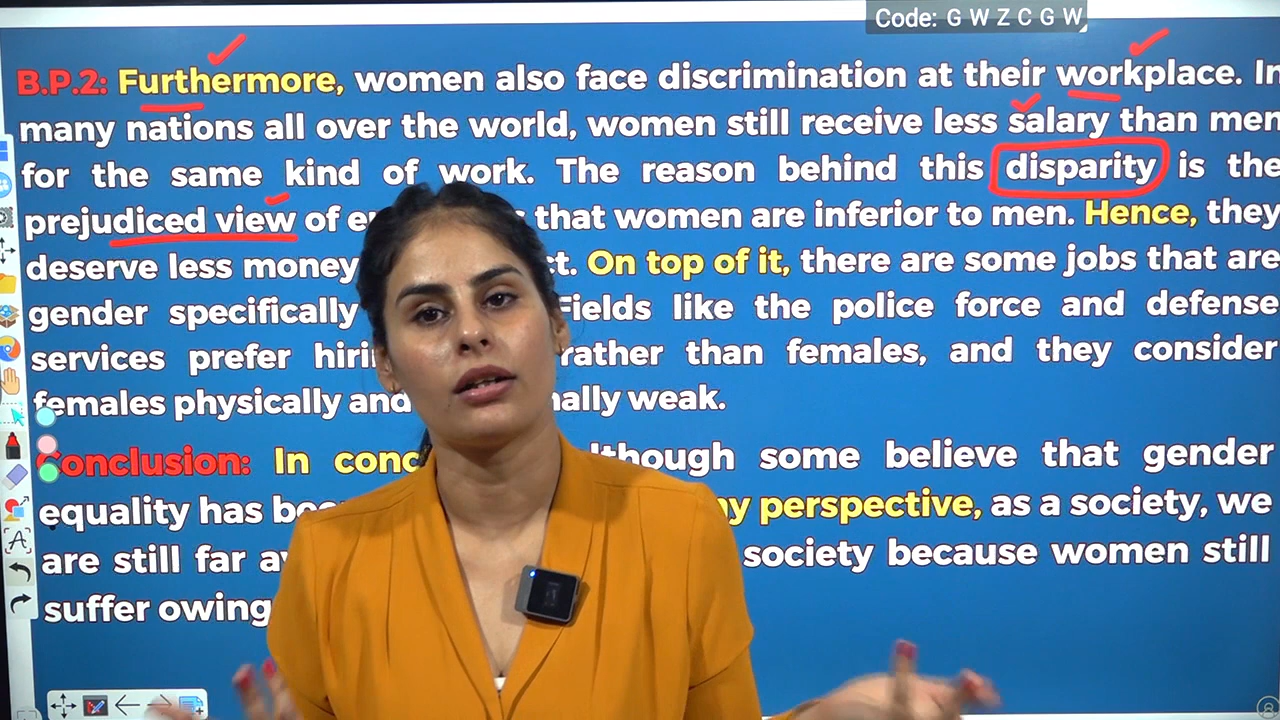 Code: G W Z C G W
B.P.2: Furthermore, women also face discrimination at their workplace. In
many nations all over the world, women still receive less salary than men
for the same kind of work. The reason behind this disparity is the
prejudiced view of that women are inferior to men. Hence, they
deserve less money On top of it, there are some jobs that are
gender specifically Fields like the police force and defense
services prefer rather than females, and they consider
females physically and weak.
Conclusion: In some believe that gender
equality has perspective, as a society, we
are still far society because women still
suffer owing